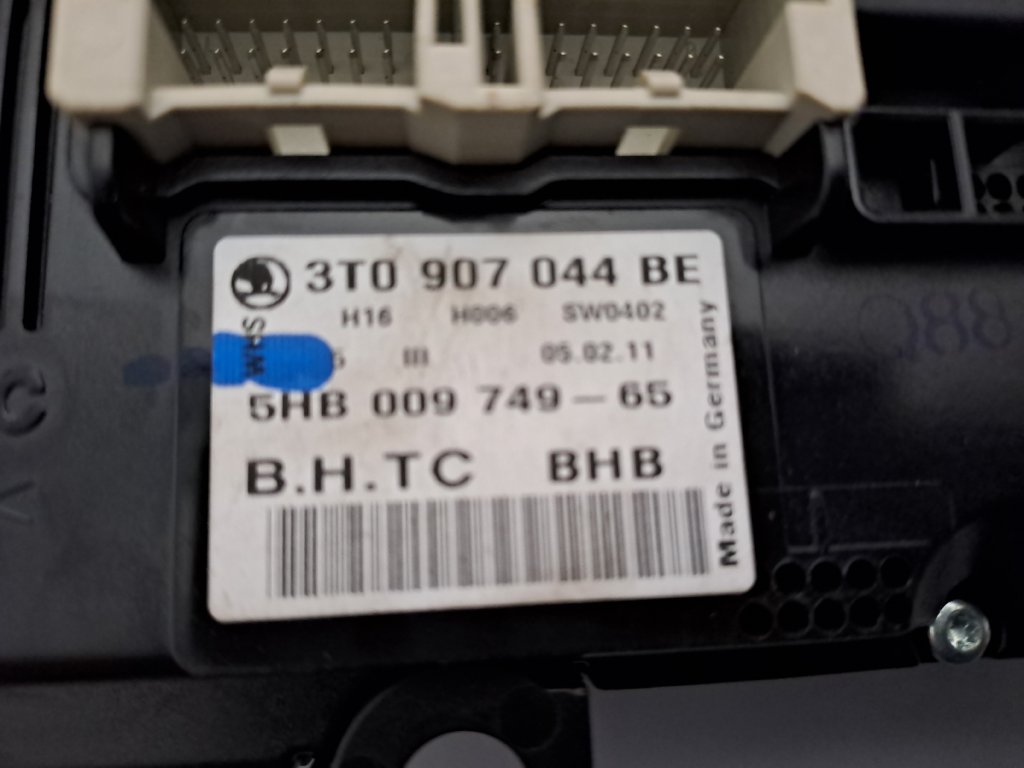 3T0 907 044 BE
H16 H006 SW0402
WHS
III 05.02.11
5HB 009 749-65
B.H.TC BHB
Made in Germany